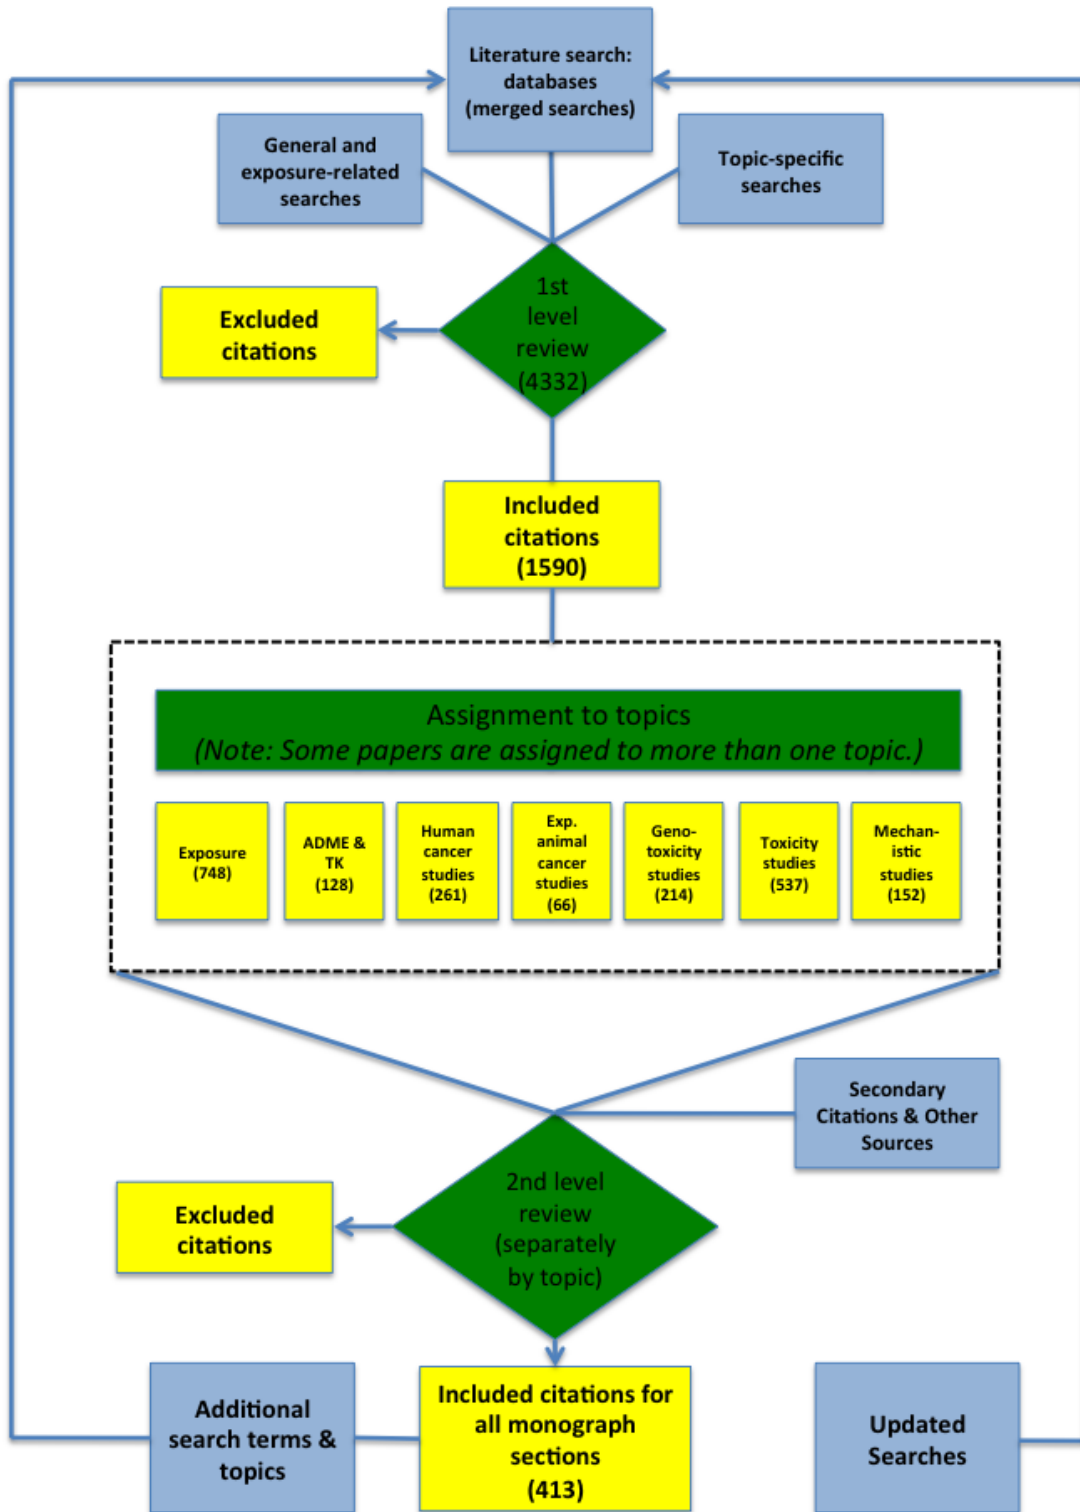 Literature search:
databases
(merged searches)
General and
exposure-related
searches
Topic-specific
searches
1st
level
review
(4332)
Excluded
citations
Included
citations
(1590)
Assignment to topics
(Note: Some papers are assigned to more than one topic.)
Exposure
(748)
ADME &
TK
(128)
Human
cancer
studies
(261)
Exp.
animal
cancer
studies
(66)
Geno-
toxicity
studies
(214)
Toxicity
studies
(537)
Mechan-
istic
studies
(152)
Secondary
Citations & Other
Sources
2nd level
review
(separately
by topic)
Excluded
citations
Additional
search terms &
topics
Included citations for
all monograph
sections
(413)
Updated
Searches